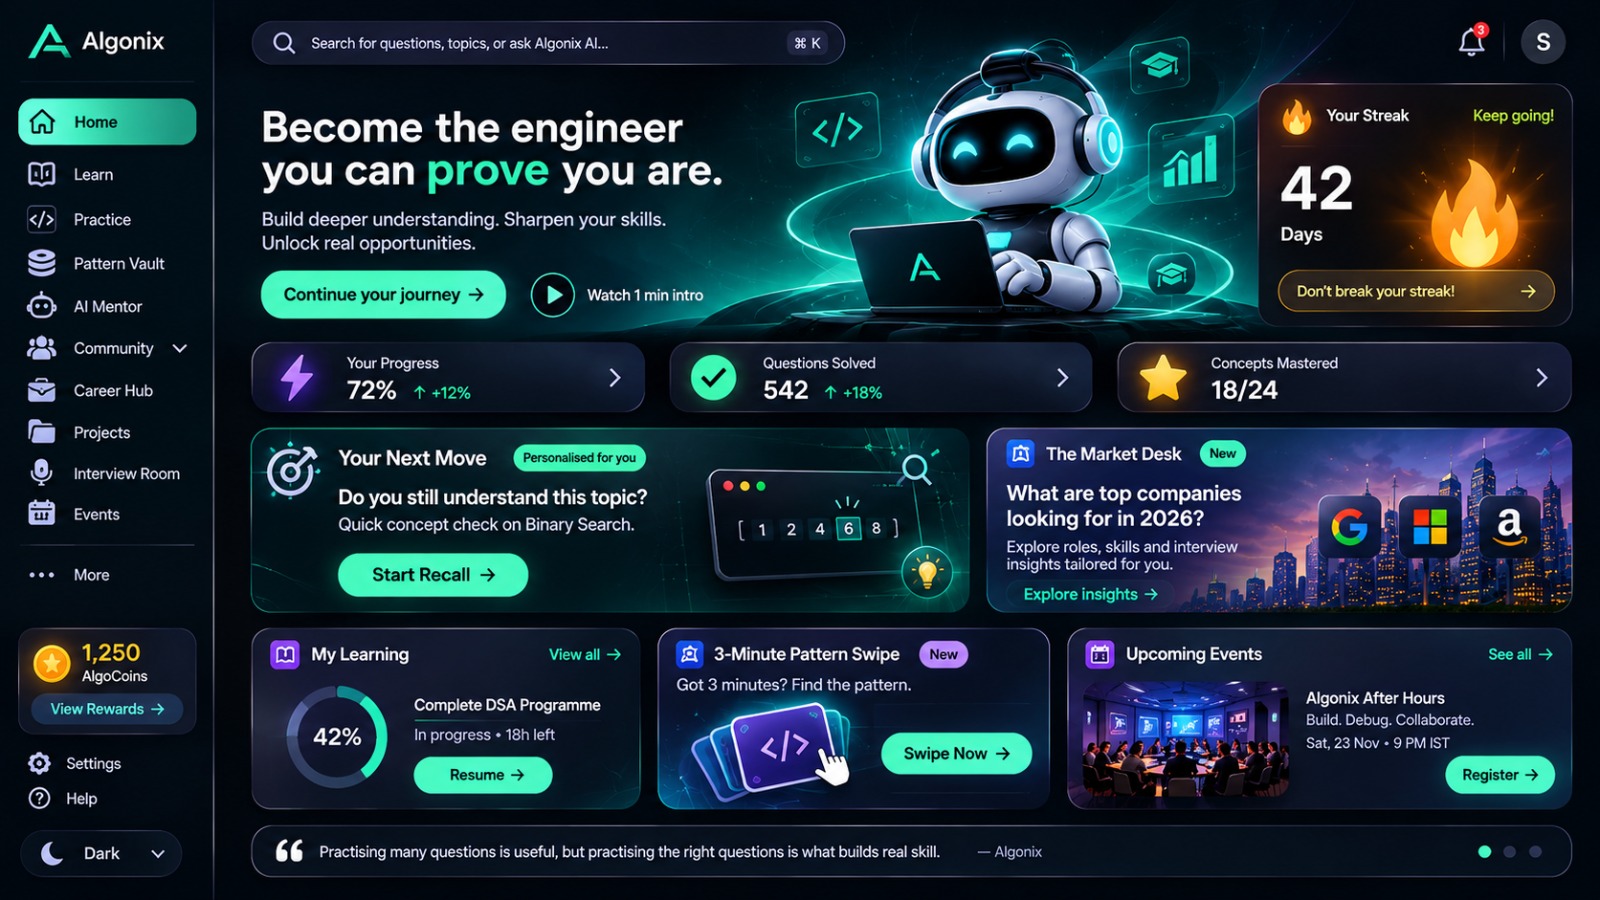 Algonix
Home
Learn
Practice
Pattern Vault
AI Mentor
Community
Career Hub
Projects
Interview Room
Events
More
1,250
AlgoCoins
View Rewards →
Settings
Help
Dark
Search for questions, topics, or ask Algonix AI...
⌘ K
3
S
Become the engineer
you can prove you are.
Build deeper understanding. Sharpen your skills.
Unlock real opportunities.
Continue your journey →
Watch 1 min intro
Your Streak
Keep going!
42
Days
Don't break your streak! →
Your Progress
72% ↑ +12%
Questions Solved
542 ↑ +18%
Concepts Mastered
18/24
Your Next Move
Personalised for you
Do you still understand this topic?
Quick concept check on Binary Search.
Start Recall →
[ 1 2 4 6 8 ]
The Market Desk
New
What are top companies
looking for in 2026?
Explore roles, skills and interview
insights tailored for you.
Explore insights →
G
a
My Learning
View all →
42%
Complete DSA Programme
In progress • 18h left
Resume →
3-Minute Pattern Swipe
New
Got 3 minutes? Find the pattern.
</>
Swipe Now →
Upcoming Events
See all →
Algonix After Hours
Build. Debug. Collaborate.
Sat, 23 Nov • 9 PM IST
Register →
❝ Practising many questions is useful, but practising the right questions is what builds real skill. — Algonix